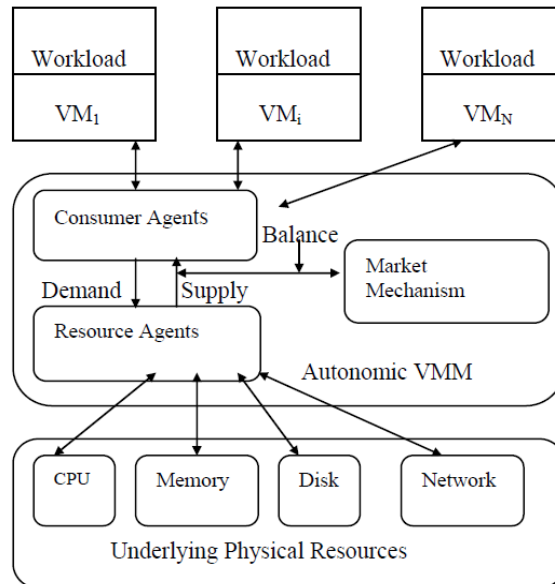 Workload
Workload
Workload
VM₁
VMᵢ
VM_N
Consumer Agents
Balance
Market
Mechanism
Demand
Supply
Resource Agents
Autonomic VMM
CPU
Memory
Disk
Network
Underlying Physical Resources